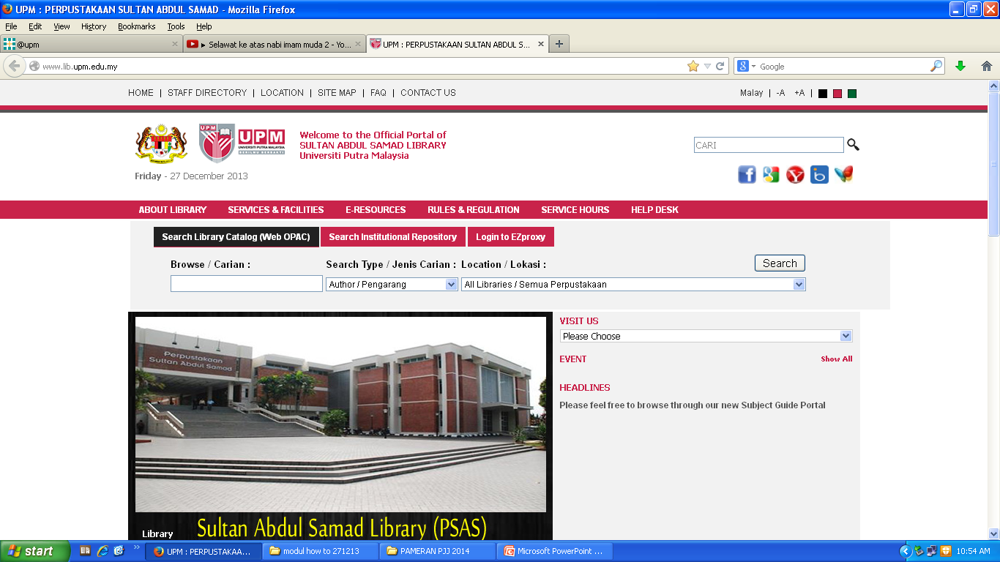 UPM : PERPUSTAKAAN SULTAN ABDUL SAMAD - Mozilla Firefox
File Edit View History Bookmarks Tools Help
@upm
► Selawat ke atas nabi imam muda 2 - Yo...
UPM : PERPUSTAKAAN SULTAN ABDUL S...
www.lib.upm.edu.my
Google
HOME | STAFF DIRECTORY | LOCATION | SITE MAP | FAQ | CONTACT US
Malay | -A +A |
UPM
UPM
UNIVERSITI PUTRA MALAYSIA
BERILMU BERBAKTI
Welcome to the Official Portal of
SULTAN ABDUL SAMAD LIBRARY
Universiti Putra Malaysia
CARI
Friday - 27 December 2013
ABOUT LIBRARY SERVICES & FACILITIES E-RESOURCES RULES & REGULATION SERVICE HOURS HELP DESK
Search Library Catalog (Web OPAC) Search Institutional Repository Login to EZproxy
Browse / Carian : Search Type / Jenis Carian : Location / Lokasi :
Search
Author / Pengarang
All Libraries / Semua Perpustakaan
Perpustakaan
Sultan Abdul Samad
Library
Sultan Abdul Samad Library (PSAS)
VISIT US
Please Choose
EVENT Show All
HEADLINES
Please feel free to browse through our new Subject Guide Portal
start
UPM : PERPUSTAKAA...
modul how to 271213
PAMERAN PJJ 2014
Microsoft PowerPoint ...
10:54 AM